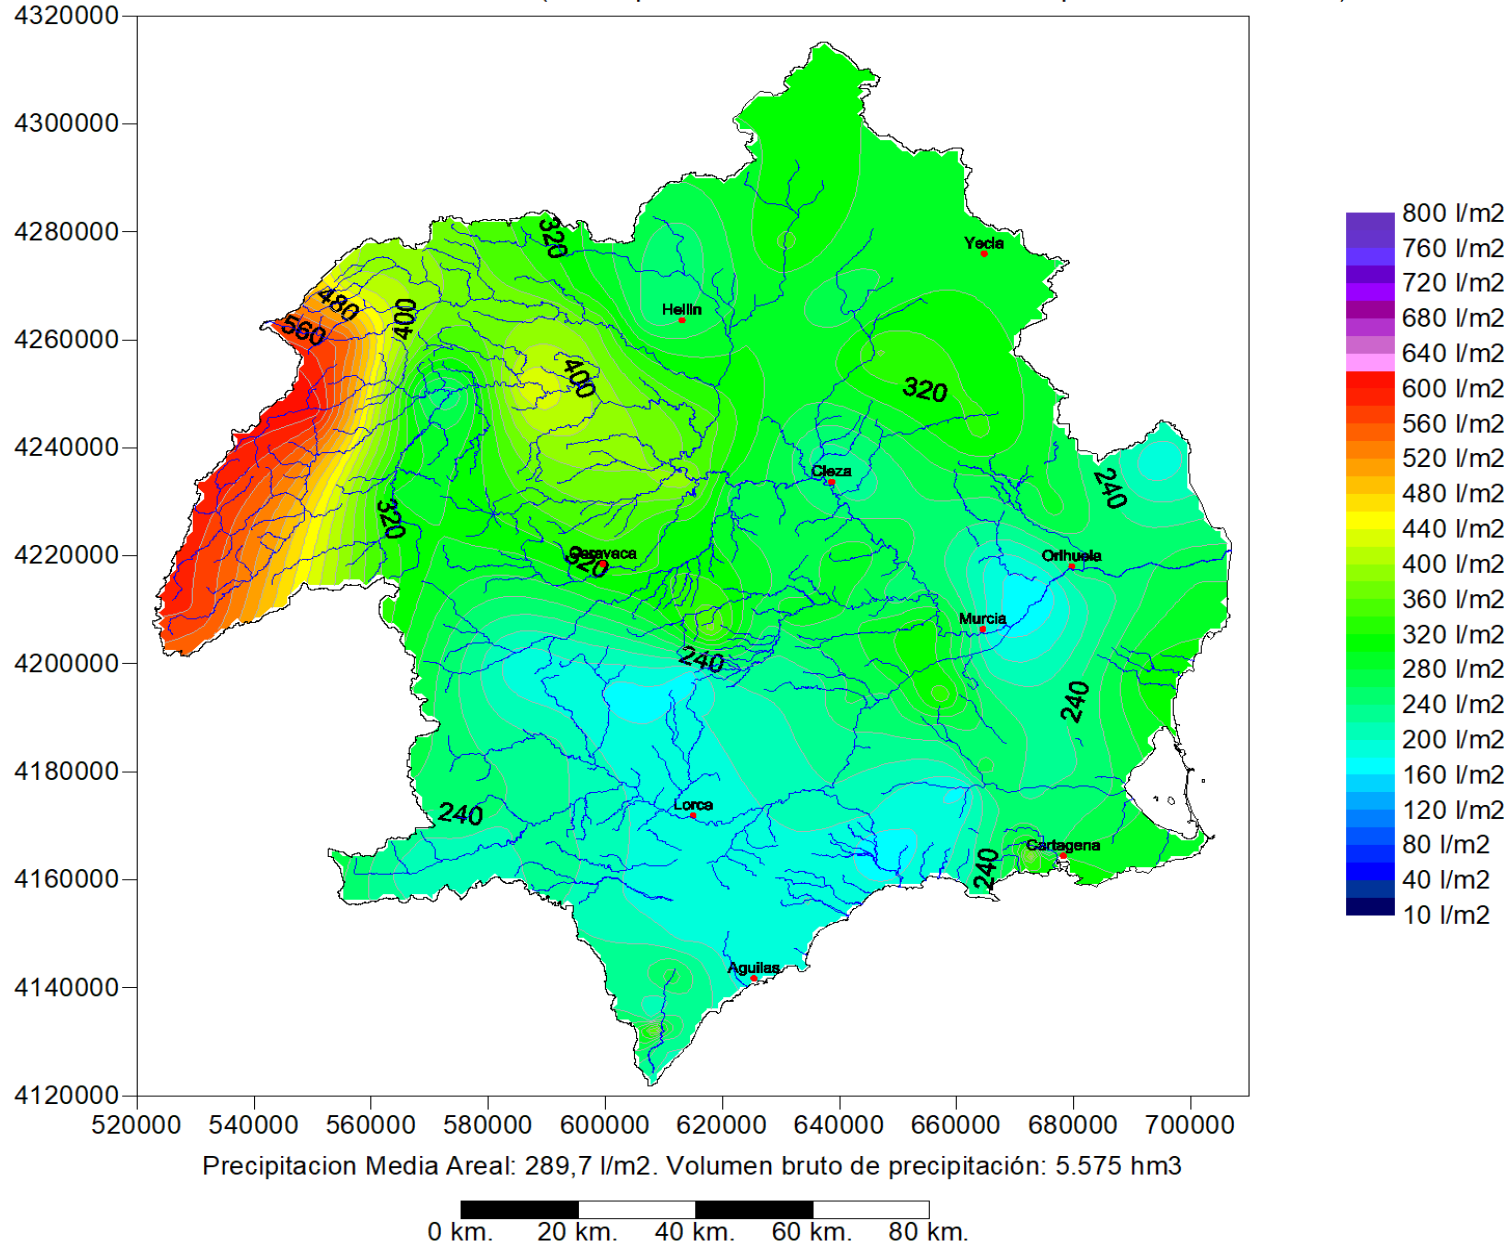 4320000
4300000
4280000
4260000
4240000
4220000
4200000
4180000
4160000
4140000
4120000
520000 540000 560000 580000 600000 620000 640000 660000 680000 700000
320
Yecla
480
560
400
Hellin
400
320
Cieza
240
320
Caravaca
320
Orihuela
Murcia
240
240
Lorca
240
Cartagena
240
Aguilas
800 l/m2
760 l/m2
720 l/m2
680 l/m2
640 l/m2
600 l/m2
560 l/m2
520 l/m2
480 l/m2
440 l/m2
400 l/m2
360 l/m2
320 l/m2
280 l/m2
240 l/m2
200 l/m2
160 l/m2
120 l/m2
80 l/m2
40 l/m2
10 l/m2
Precipitacion Media Areal: 289,7 l/m2. Volumen bruto de precipitación: 5.575 hm3
0 km. 20 km. 40 km. 60 km. 80 km.